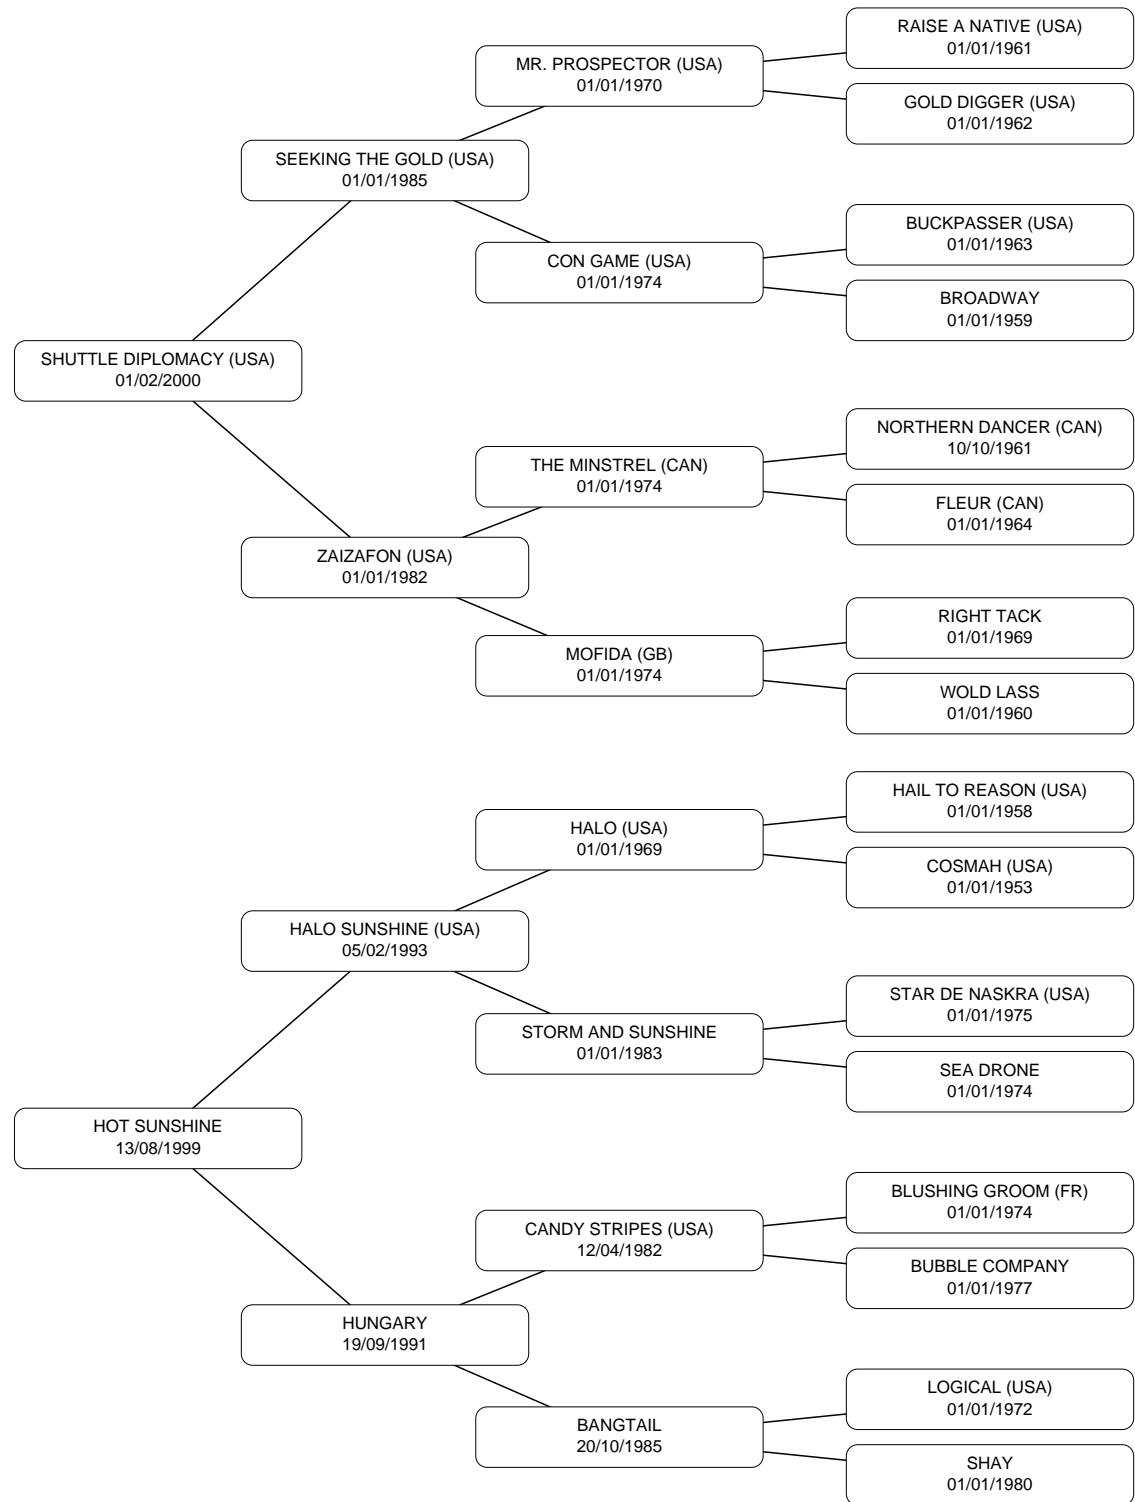 RAISE A NATIVE (USA)
01/01/1961
MR. PROSPECTOR (USA)
01/01/1970
GOLD DIGGER (USA)
01/01/1962
SEEKING THE GOLD (USA)
01/01/1985
BUCKPASSER (USA)
01/01/1963
CON GAME (USA)
01/01/1974
BROADWAY
01/01/1959
SHUTTLE DIPLOMACY (USA)
01/02/2000
NORTHERN DANCER (CAN)
10/10/1961
THE MINSTREL (CAN)
01/01/1974
FLEUR (CAN)
01/01/1964
ZAIZAFON (USA)
01/01/1982
RIGHT TACK
01/01/1969
MOFIDA (GB)
01/01/1974
WOLD LASS
01/01/1960
HAIL TO REASON (USA)
01/01/1958
HALO (USA)
01/01/1969
COSMAH (USA)
01/01/1953
HALO SUNSHINE (USA)
05/02/1993
STAR DE NASKRA (USA)
01/01/1975
STORM AND SUNSHINE
01/01/1983
SEA DRONE
01/01/1974
HOT SUNSHINE
13/08/1999
BLUSHING GROOM (FR)
01/01/1974
CANDY STRIPES (USA)
12/04/1982
BUBBLE COMPANY
01/01/1977
HUNGARY
19/09/1991
LOGICAL (USA)
01/01/1972
BANGTAIL
20/10/1985
SHAY
01/01/1980